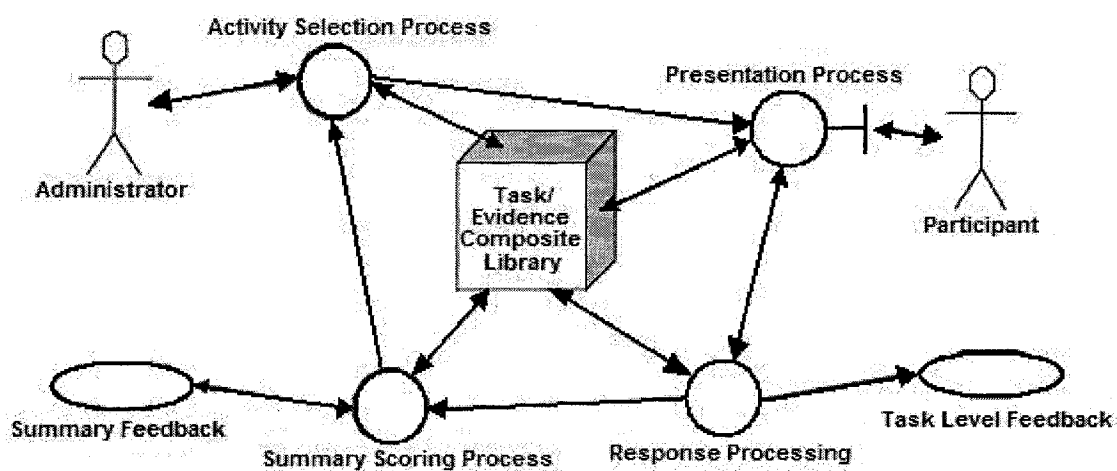 Activity Selection Process
Presentation Process
Administrator
Task/
Evidence
Composite
Library
Participant
Summary Feedback
Summary Scoring Process
Response Processing
Task Level Feedback